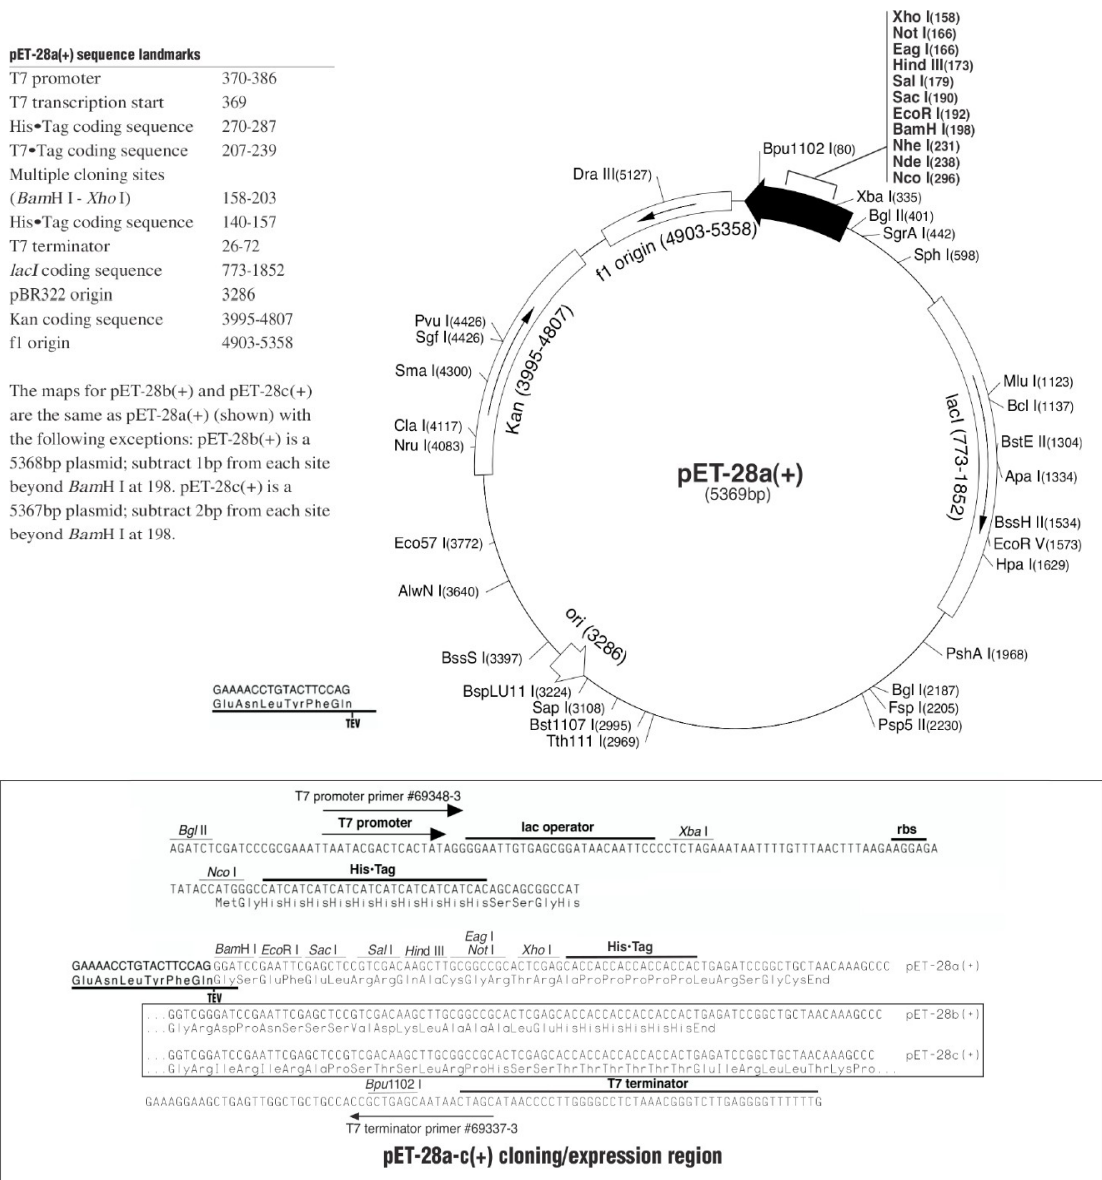 pET-28a(+) sequence landmarks
T7 promoter 370-386
T7 transcription start 369
His•Tag coding sequence 270-287
T7•Tag coding sequence 207-239
Multiple cloning sites
(BamH I - Xho I) 158-203
His•Tag coding sequence 140-157
T7 terminator 26-72
lacI coding sequence 773-1852
pBR322 origin 3286
Kan coding sequence 3995-4807
f1 origin 4903-5358
The maps for pET-28b(+) and pET-28c(+)
are the same as pET-28a(+) (shown) with
the following exceptions: pET-28b(+) is a
5368bp plasmid; subtract 1bp from each site
beyond BamH I at 198. pET-28c(+) is a
5367bp plasmid; subtract 2bp from each site
beyond BamH I at 198.
Xho I(158)
Not I(166)
Eag I(166)
Hind III(173)
Sal I(179)
Sac I(190)
EcoR I(192)
BamH I(198)
Nhe I(231)
Nde I(238)
Nco I(296)
Bpu1102 I(80)
Dra III(5127)
Xba I(335)
Bgl II(401)
SgrA I(442)
Sph I(598)
f1 origin (4903-5358)
Pvu I(4426)
Sgf I(4426)
Sma I(4300)
Cla I(4117)
Nru I(4083)
Kan (3995-4807)
Mlu I(1123)
Bcl I(1137)
BstE II(1304)
Apa I(1334)
BssH II(1534)
EcoR V(1573)
Hpa I(1629)
lacI (773-1852)
pET-28a(+)
(5369bp)
Eco57 I(3772)
AlwN I(3640)
ori (3286)
BssS I(3397)
BspLU11 I(3224)
Sap I(3108)
Bst1107 I(2995)
Tth111 I(2969)
PshA I(1968)
Bgl I(2187)
Fsp I(2205)
Psp5 II(2230)
GAAAACCTGTACTTCCAG
GluAsnLeuTyrPheGln
TEV
T7 promoter primer #69348-3
Bgl II T7 promoter lac operator Xba I rbs
AGATCTCGATCCCGCGAAATTAATACGACTCACTATAGGGGAATTGTGAGCGGATAACAATTCCCCTCTAGAAATAATTTTGTTTAACTTTAAGAAGGAGA
Nco I His•Tag
TATACCATGGGCCATCATCATCATCATCATCATCATCATCACAGCAGCGGCCAT
MetGlyHisHisHisHisHisHisHisHisHisHisSerSerGlyHis
BamH I EcoR I Sac I Sal I Hind III Eag I Not I Xho I His•Tag
GAAAACCTGTACTTCCAGGGATCCGAATTCGAGCTCCGTCGACAAGCTTGCGGCCGCACTCGAGCACCACCACCACCACCACTGAGATCCGGCTGCTAACAAAGCCC pET-28a(+)
GluAsnLeuTyrPheGlnGlySerGluPheGluLeuArgArgGlnAlaCysGlyArgThrArgAlaProProProProProLeuArgSerGlyCysEnd
TEV
...GGTCGGGATCCGAATTCGAGCTCCGTCGACAAGCTTGCGGCCGCACTCGAGCACCACCACCACCACCACTGAGATCCGGCTGCTAACAAAGCCC pET-28b(+)
...GlyArgAspProAsnSerSerSerValAspLysLeuAlaAlaAlaLeuGluHisHisHisHisHisHisEnd
...GGTCGGATCCGAATTCGAGCTCCGTCGACAAGCTTGCGGCCGCACTCGAGCACCACCACCACCACCACTGAGATCCGGCTGCTAACAAAGCCC pET-28c(+)
...GlyArgIleArgIleArgAlaProSerThrSerLeuArgProHisSerSerThrThrThrThrThrThrGluIleArgLeuLeuThrLysPro...
Bpu1102 I T7 terminator
GAAAGGAAGCTGAGTTGGCTGCTGCCACCGCTGAGCAATAACTAGCATAACCCCTTGGGGCCTCTAAACGGGTCTTGAGGGGTTTTTTG
T7 terminator primer #69337-3
pET-28a-c(+) cloning/expression region